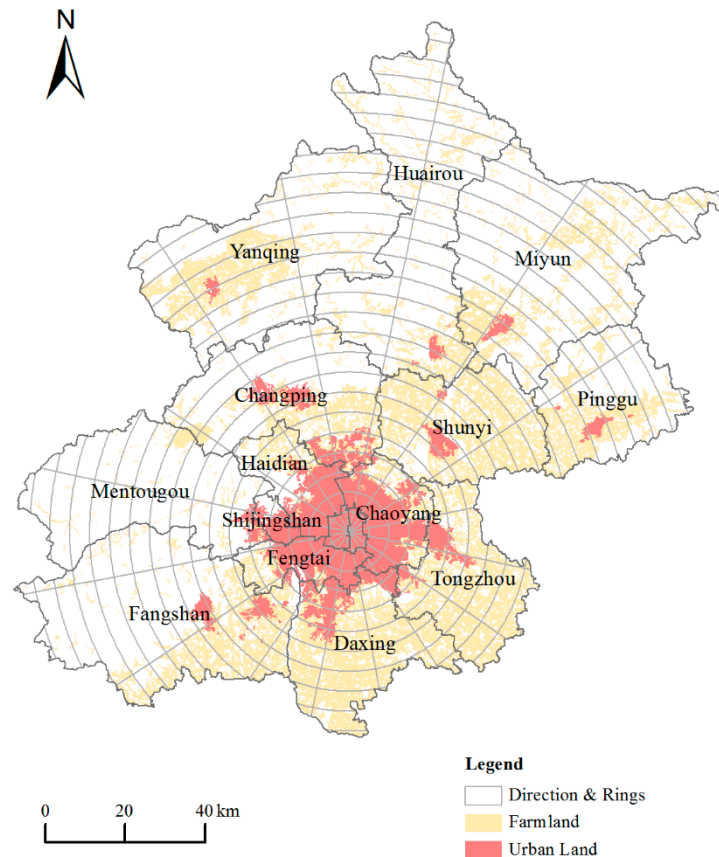 N
Huairou
Yanqing
Miyun
Changping
Pinggu
Shunyi
Haidian
Mentougou
Shijingshan
Chaoyang
Fengtai
Tongzhou
Fangshan
Daxing
Legend
Direction & Rings
Farmland
Urban Land
0 20 40 km